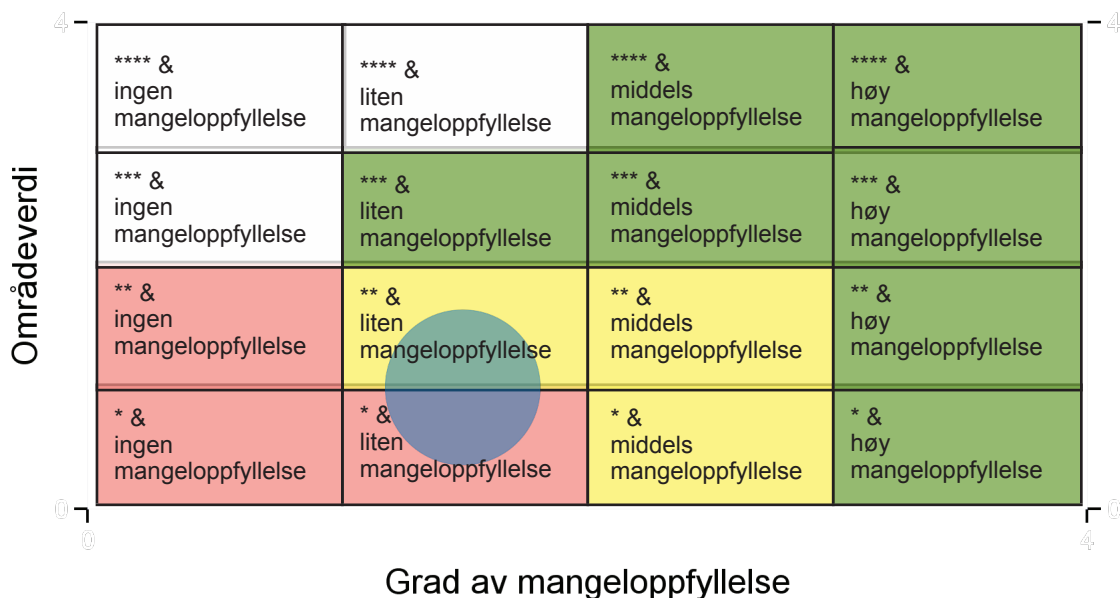 4
4
**** &
ingen
mangeloppfyllelse
**** &
liten
mangeloppfyllelse
**** &
middels
mangeloppfyllelse
**** &
høy
mangeloppfyllelse
*** &
ingen
mangeloppfyllelse
*** &
liten
mangeloppfyllelse
*** &
middels
mangeloppfyllelse
*** &
høy
mangeloppfyllelse
Områdeverdi
** &
ingen
mangeloppfyllelse
** &
liten
mangeloppfyllelse
** &
middels
mangeloppfyllelse
** &
høy
mangeloppfyllelse
* &
ingen
mangeloppfyllelse
* &
liten
mangeloppfyllelse
* &
middels
mangeloppfyllelse
* &
høy
mangeloppfyllelse
0
0
0
4
Grad av mangeloppfyllelse